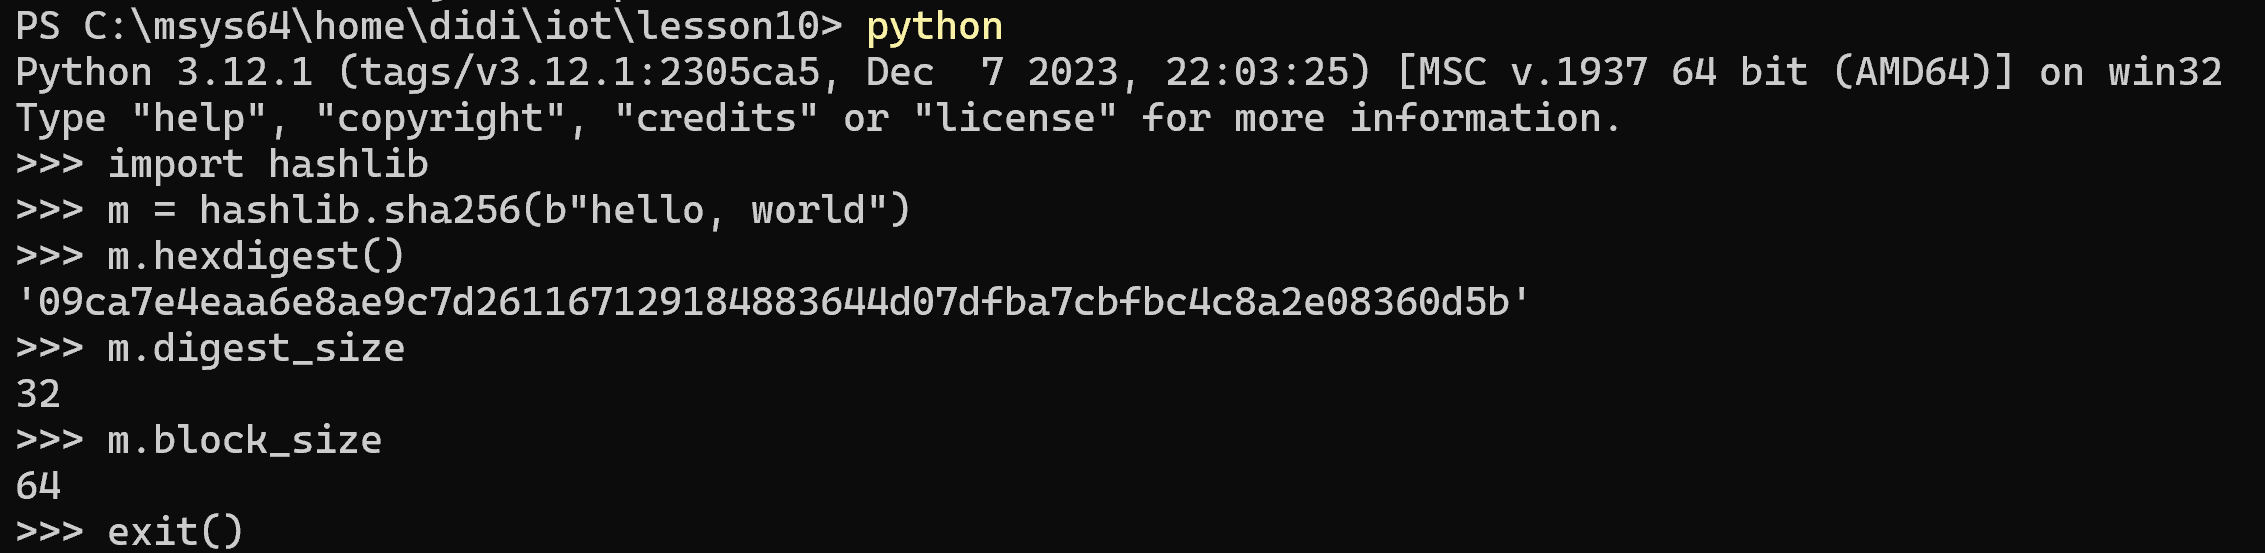 PS C:\msys64\home\didi\iot\lesson10> python
Python 3.12.1 (tags/v3.12.1:2305ca5, Dec  7 2023, 22:03:25) [MSC v.1937 64 bit (AMD64)] on win32
Type "help", "copyright", "credits" or "license" for more information.
>>> import hashlib
>>> m = hashlib.sha256(b"hello, world")
>>> m.hexdigest()
'09ca7e4eaa6e8ae9c7d261167129184883644d07dfba7cbfbc4c8a2e08360d5b'
>>> m.digest_size
32
>>> m.block_size
64
>>> exit()